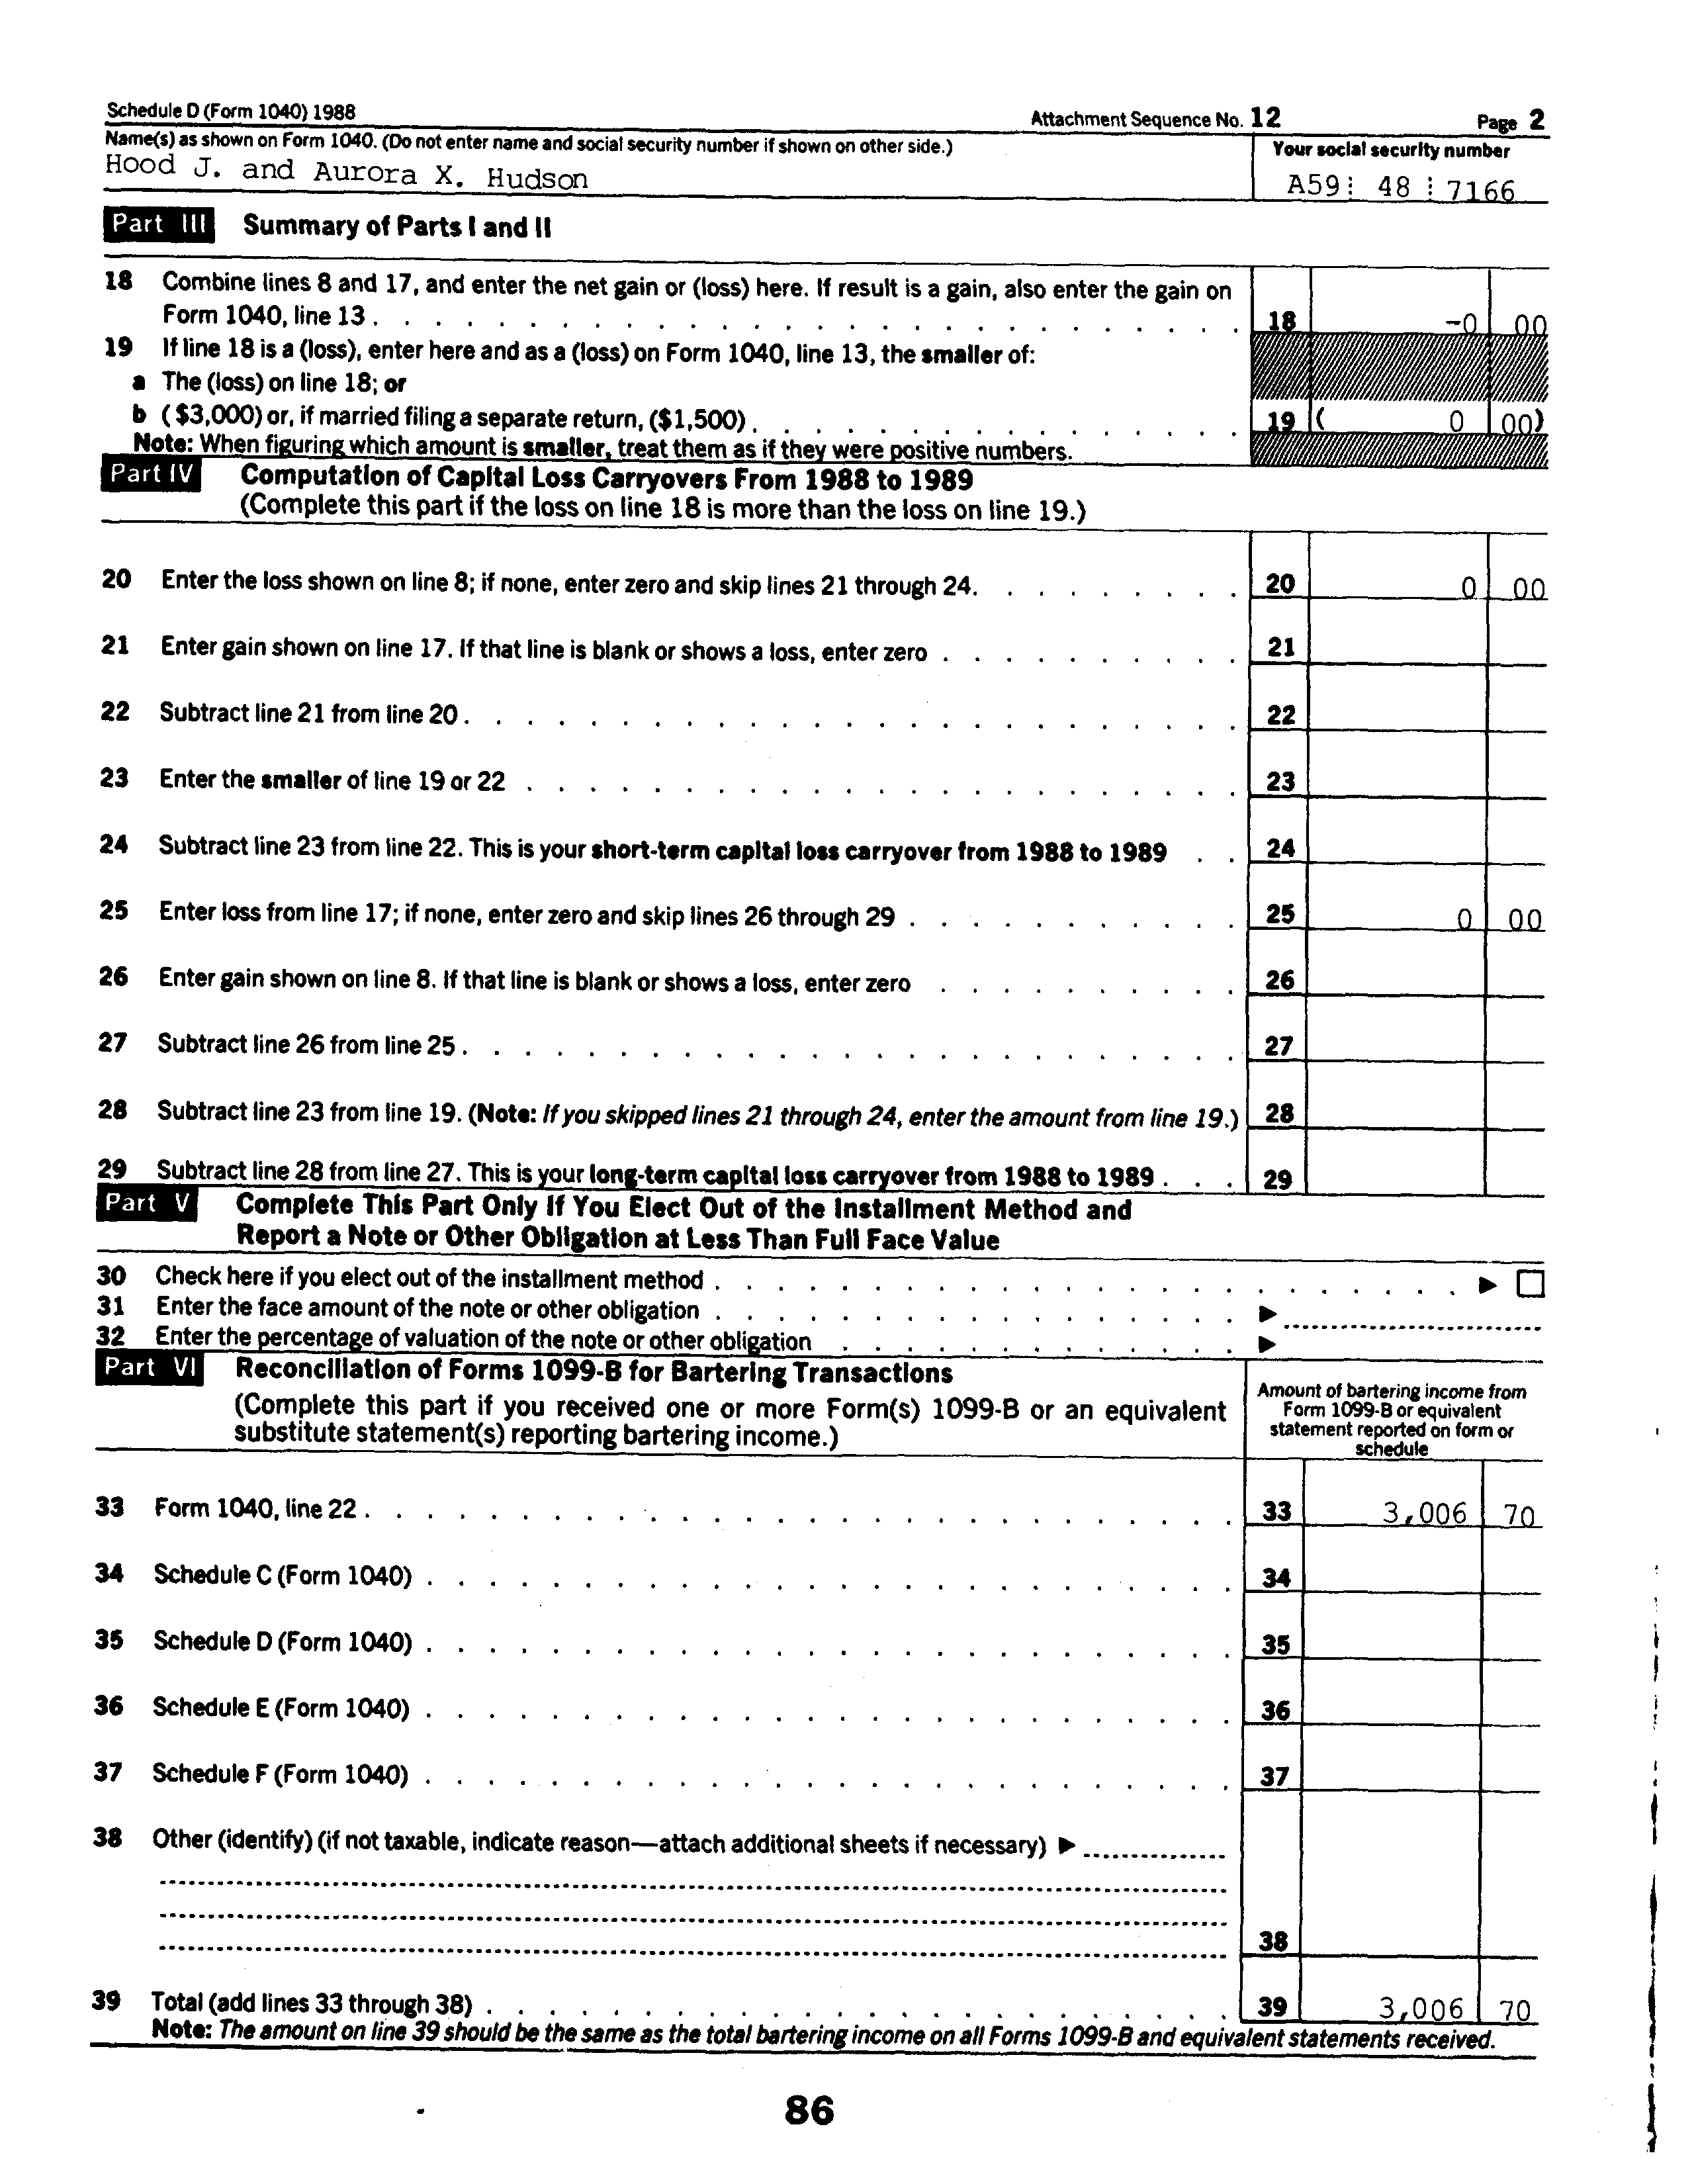 Schedule D (Form 1040) 1988 Attachment Sequence No. 12 Page 2
Name(s) as shown on Form 1040. (Do not enter name and social security number if shown on other side.) Your social security number
Hood J. and Aurora X. Hudson A59 48 7166
Part III Summary of Parts I and II
18 Combine lines 8 and 17, and enter the net gain or (loss) here. If result is a gain, also enter the gain on
Form 1040, line 13 . 18 -0 00
19 If line 18 is a (loss), enter here and as a (loss) on Form 1040, line 13, the smaller of:
a The (loss) on line 18; or
b ($3,000) or, if married filing a separate return, ($1,500) . 19 ( 0 00)
Note: When figuring which amount is smaller, treat them as if they were positive numbers.
Part IV Computation of Capital Loss Carryovers From 1988 to 1989
(Complete this part if the loss on line 18 is more than the loss on line 19.)
20 Enter the loss shown on line 8; if none, enter zero and skip lines 21 through 24. 20 0 00
21 Enter gain shown on line 17. If that line is blank or shows a loss, enter zero . 21
22 Subtract line 21 from line 20 . 22
23 Enter the smaller of line 19 or 22 . 23
24 Subtract line 23 from line 22. This is your short-term capital loss carryover from 1988 to 1989 . 24
25 Enter loss from line 17; if none, enter zero and skip lines 26 through 29 . 25 0 00
26 Enter gain shown on line 8. If that line is blank or shows a loss, enter zero . 26
27 Subtract line 26 from line 25 . 27
28 Subtract line 23 from line 19. (Note: If you skipped lines 21 through 24, enter the amount from line 19.) 28
29 Subtract line 28 from line 27. This is your long-term capital loss carryover from 1988 to 1989 . 29
Part V Complete This Part Only If You Elect Out of the Installment Method and
Report a Note or Other Obligation at Less Than Full Face Value
30 Check here if you elect out of the installment method . ▶ ☐
31 Enter the face amount of the note or other obligation . ▶
32 Enter the percentage of valuation of the note or other obligation . ▶
Part VI Reconciliation of Forms 1099-B for Bartering Transactions
(Complete this part if you received one or more Form(s) 1099-B or an equivalent
substitute statement(s) reporting bartering income.)
Amount of bartering income from
Form 1099-B or equivalent
statement reported on form or
schedule
33 Form 1040, line 22 . 33 3,006 70
34 Schedule C (Form 1040) . 34
35 Schedule D (Form 1040) . 35
36 Schedule E (Form 1040) . 36
37 Schedule F (Form 1040) . 37
38 Other (identify) (if not taxable, indicate reason—attach additional sheets if necessary) ▶
38
39 Total (add lines 33 through 38) . 39 3,006 70
Note: The amount on line 39 should be the same as the total bartering income on all Forms 1099-B and equivalent statements received.
86